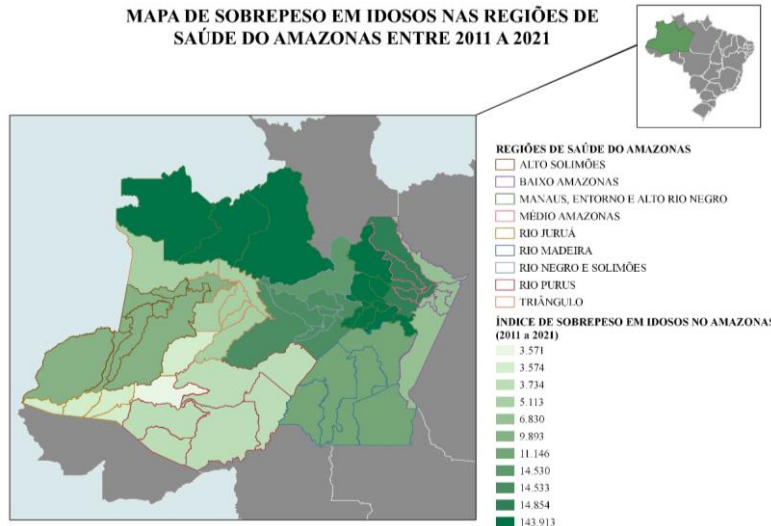 MAPA DE SOBREPESO EM IDOSOS NAS REGIÕES DE
SAÚDE DO AMAZONAS ENTRE 2011 A 2021
REGIÕES DE SAÚDE DO AMAZONAS
ALTO SOLIMÕES
BAIXO AMAZONAS
MANAUS, ENTORNO E ALTO RIO NEGRO
MÉDIO AMAZONAS
RIO JURUÁ
RIO MADEIRA
RIO NEGRO E SOLIMÕES
RIO PURUS
TRIÂNGULO
ÍNDICE DE SOBREPESO EM IDOSOS NO AMAZONAS
(2011 a 2021)
3.571
3.574
3.734
5.113
6.830
9.893
11.146
14.530
14.533
14.854
143.913